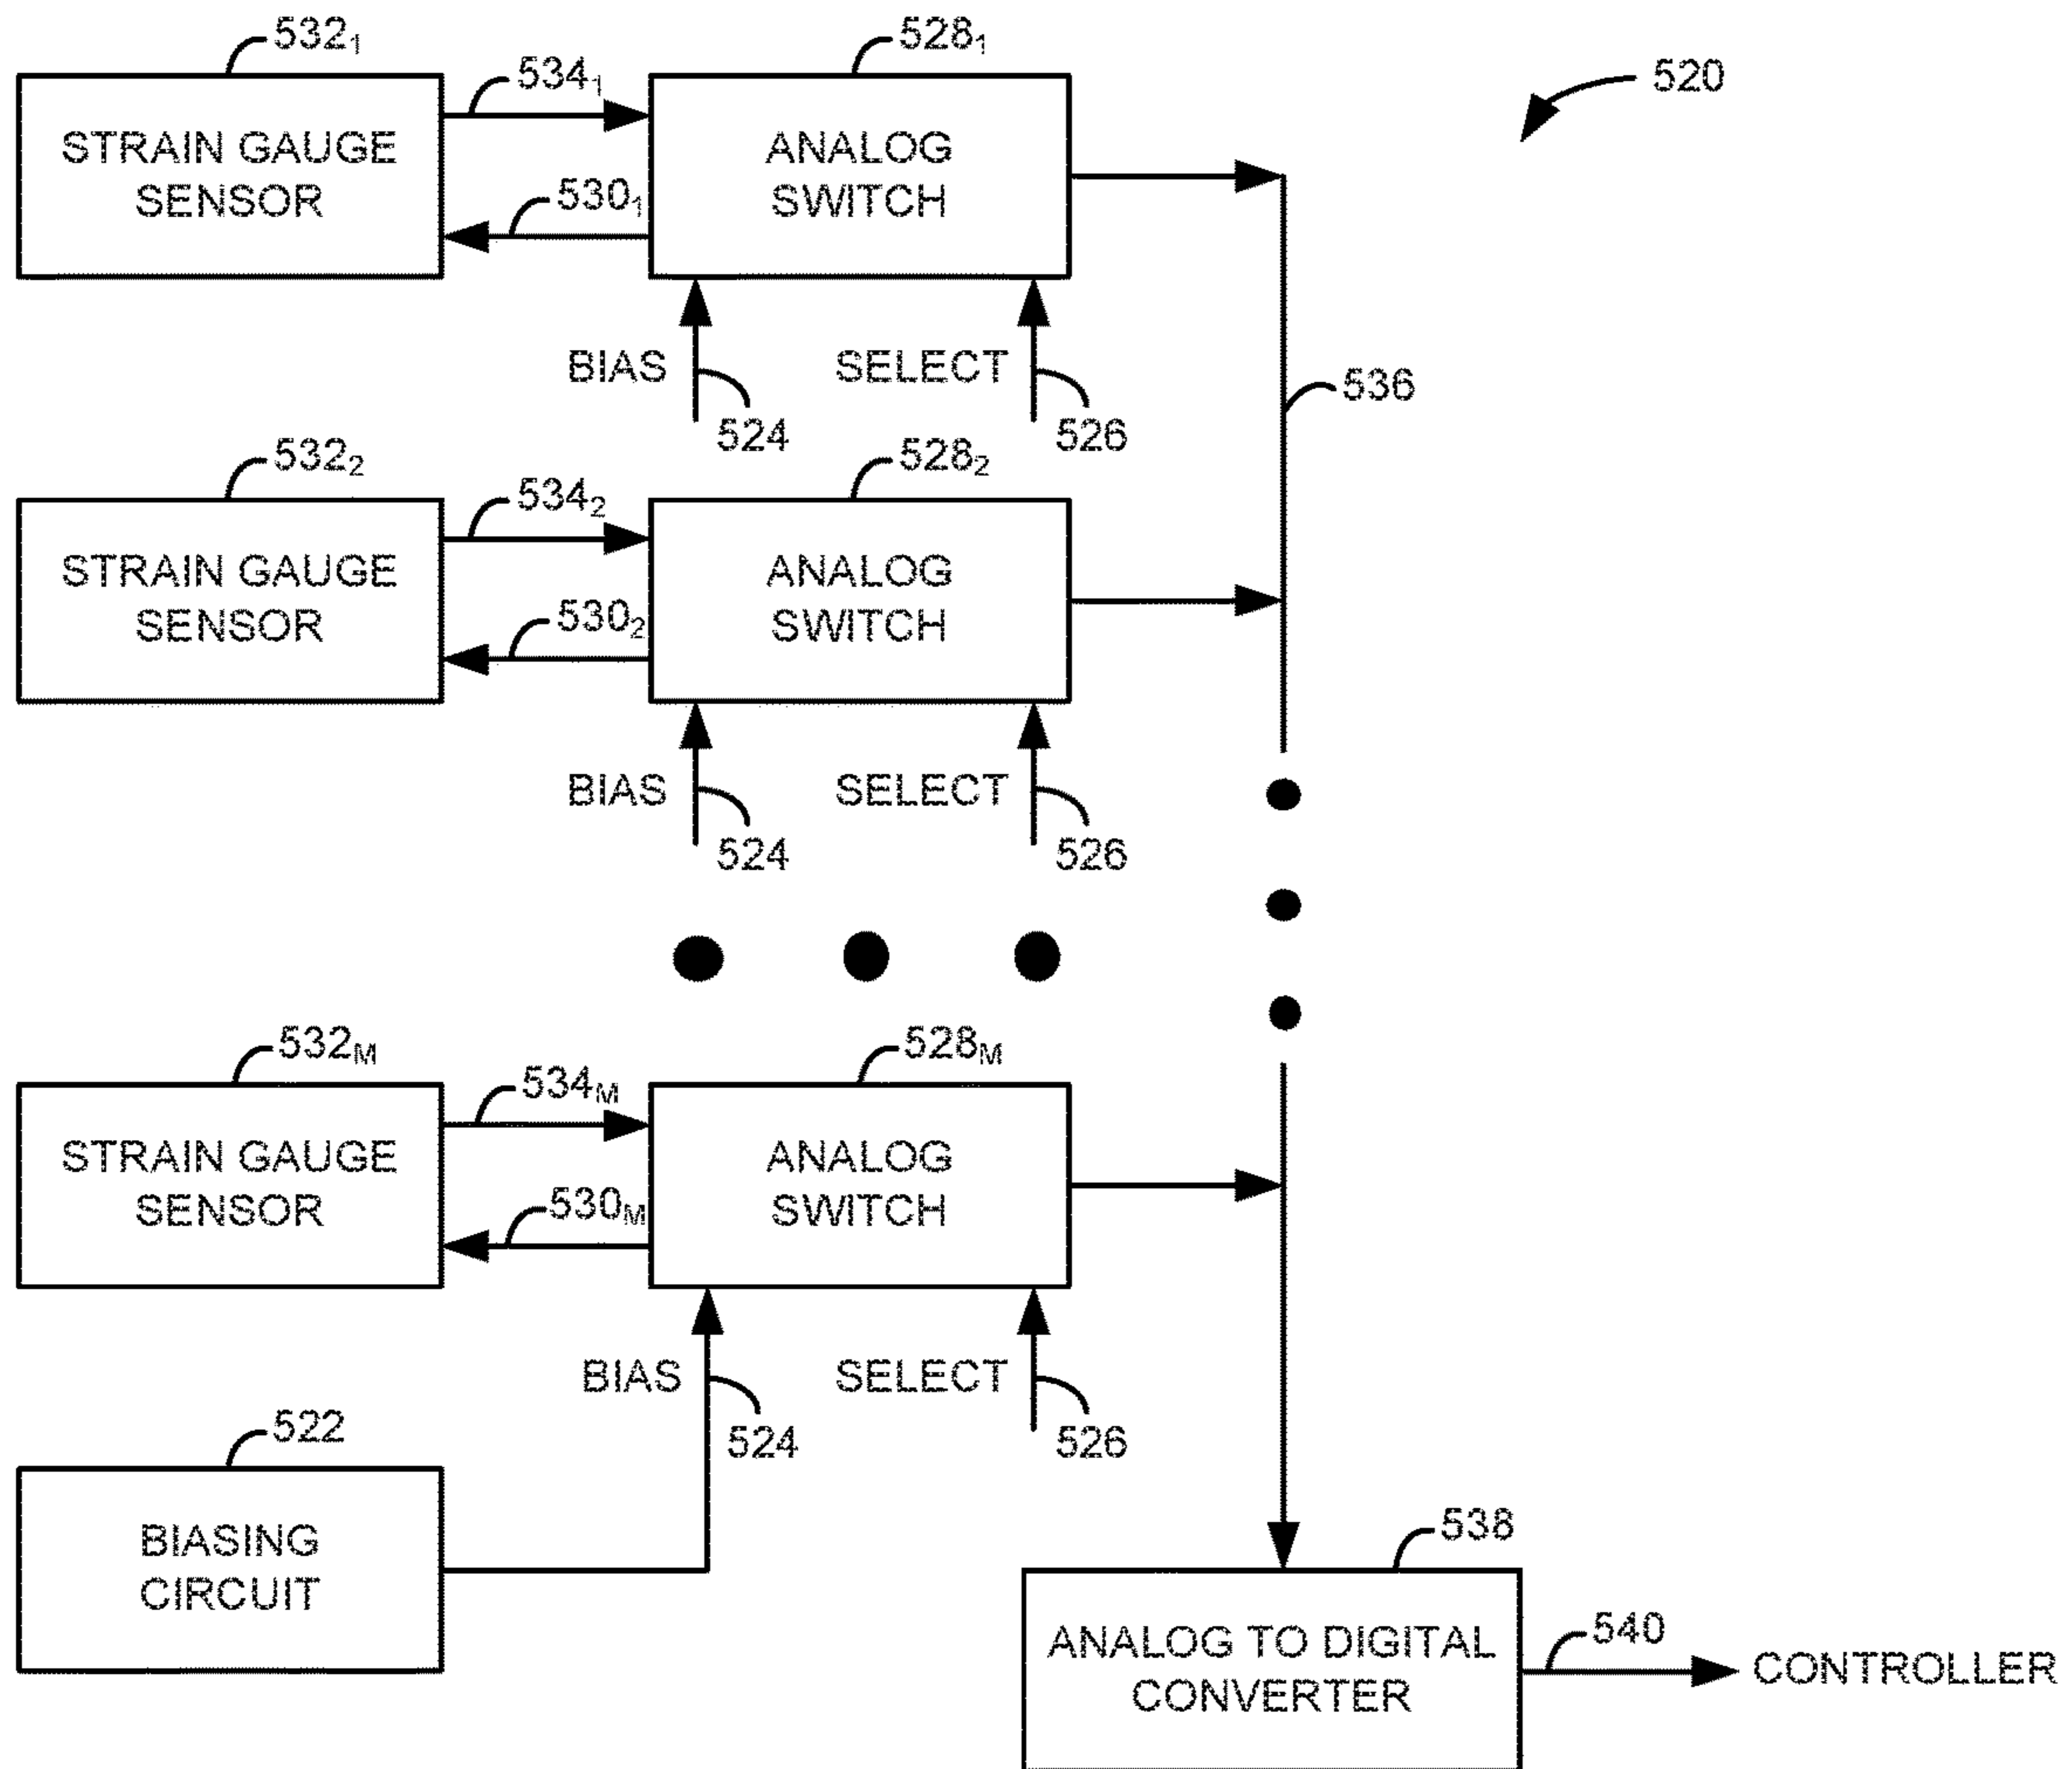 532₁
528₁
520
534₁
STRAIN GAUGE
SENSOR
ANALOG
SWITCH
530₁
BIAS
SELECT
536
524
526
532₂
528₂
534₂
STRAIN GAUGE
SENSOR
ANALOG
SWITCH
530₂
BIAS
SELECT
524
526
532M
528M
534M
STRAIN GAUGE
SENSOR
ANALOG
SWITCH
530M
BIAS
SELECT
522
524
526
BIASING
CIRCUIT
538
ANALOG TO DIGITAL
CONVERTER
540
CONTROLLER